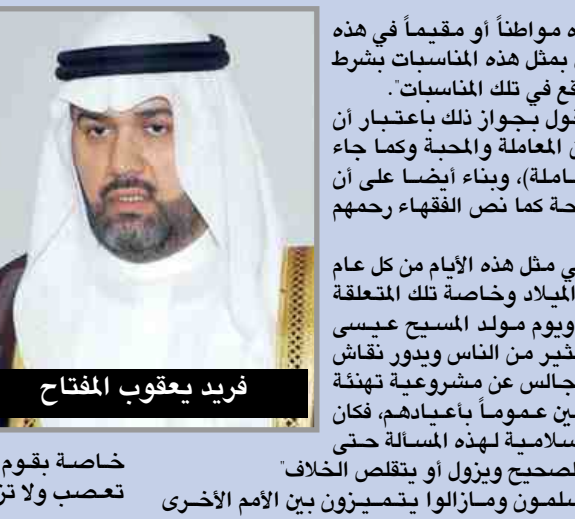 مواطناً أو مقيماً في هذه
بمثل هذه المناسبات بشرط
قع في تلك المناسبات".
قول بجواز ذلك باعتبار أن
المعاملة والمحبة وكما جاء
ـاملة)، وبناء أيضا على أن
حة كما نص الفقهاء رحمهم
ي مثل هذه الأيام من كل عام
الميلاد وخاصة تلك المتعلقة
ويوم مولد المسيح عيسى
ثير من الناس ويدور نقاش
جالس عن مشروعية تهنئة
ين عموماً بأعيادهم، فكان
سلامية لهذه المسألة حتى
لصحيح ويزول أو يتقلص الخلاف"
سلمون ومازالوا يتميزون بين الأمم الأخرى
فريد يعقوب المفتاح
خاصة بقوم
تعصب ولا تز